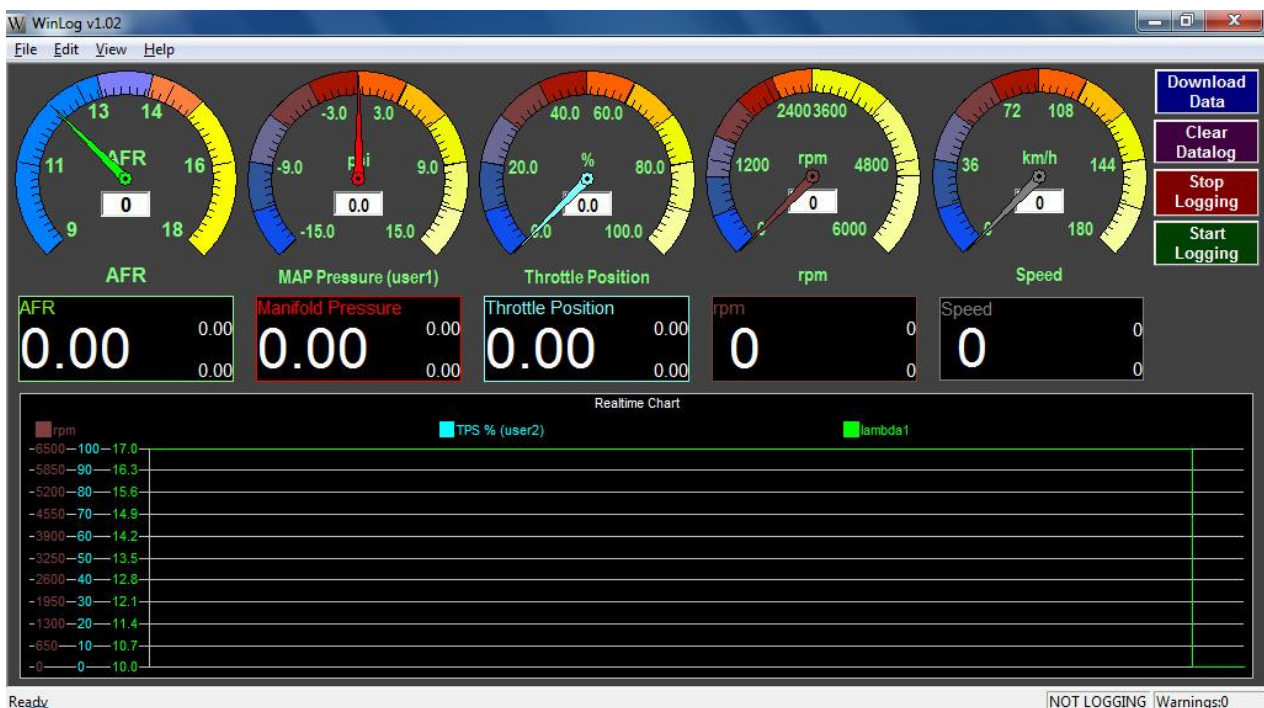 WinLog v1.02
File Edit View Help
13 14
11 AFR 16
0
9 18
AFR
-3.0 3.0
-9.0 psi 9.0
0.0
-15.0 15.0
MAP Pressure (user1)
40.0 60.0
20.0 % 80.0
0.0
0.0 100.0
Throttle Position
2400 3600
1200 rpm 4800
0
0 6000
rpm
72 108
36 km/h 144
0
0 180
Speed
Download
Data
Clear
Datalog
Stop
Logging
Start
Logging
AFR
0.00 0.00
0.00
Manifold Pressure
0.00 0.00
0.00
Throttle Position
0.00 0.00
0.00
rpm
0 0
0
Speed
0 0
0
Realtime Chart
rpm TPS % (user2) lambda1
-6500 100 17.0
-5850 90 16.3
-5200 80 15.6
-4550 70 14.9
-3900 60 14.2
-3250 50 13.5
-2600 40 12.8
-1950 30 12.1
-1300 20 11.4
-650 10 10.7
-0 0 10.0
Ready NOT LOGGING Warnings:0